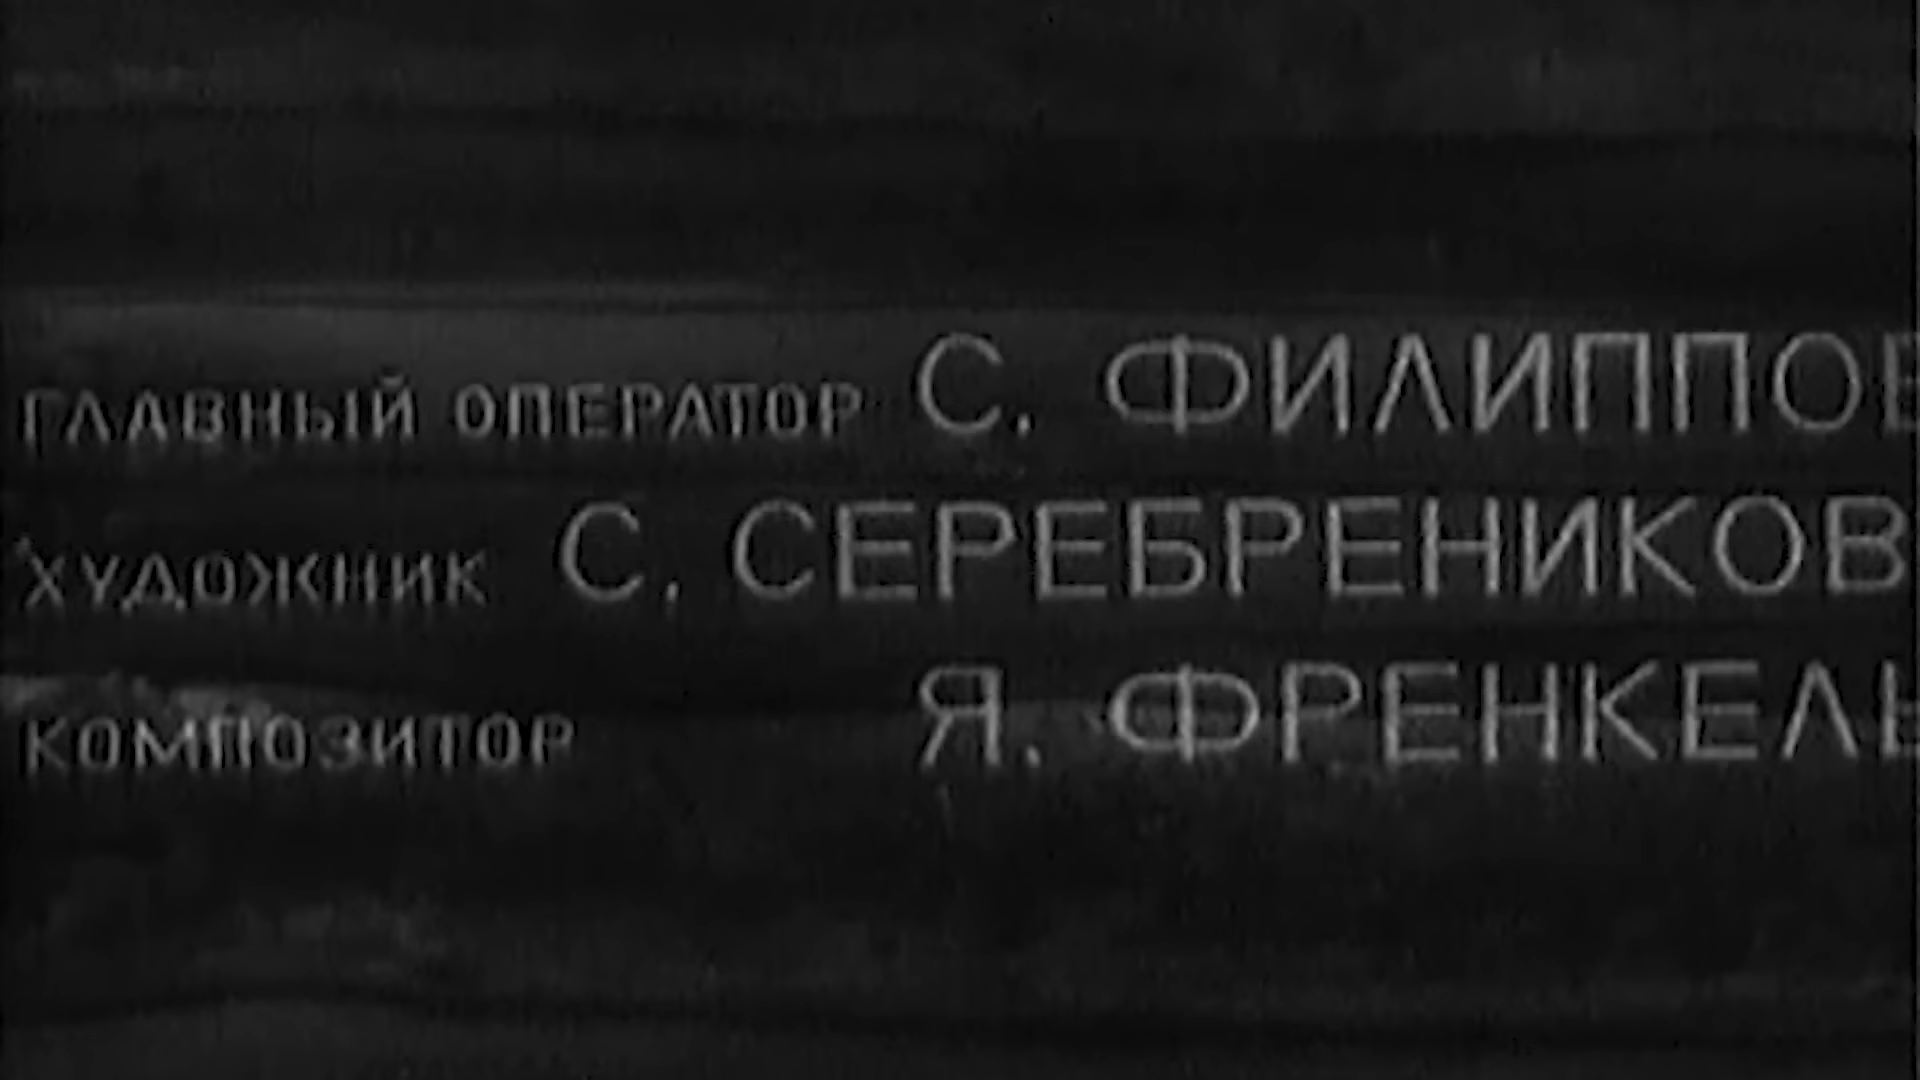 ГЛАВНЫЙ ОПЕРАТОР С. ФИЛИППОВ
ХУДОЖНИК С. СЕРЕБРЕНИКОВ
КОМПОЗИТОР Я. ФРЕНКЕЛЬ